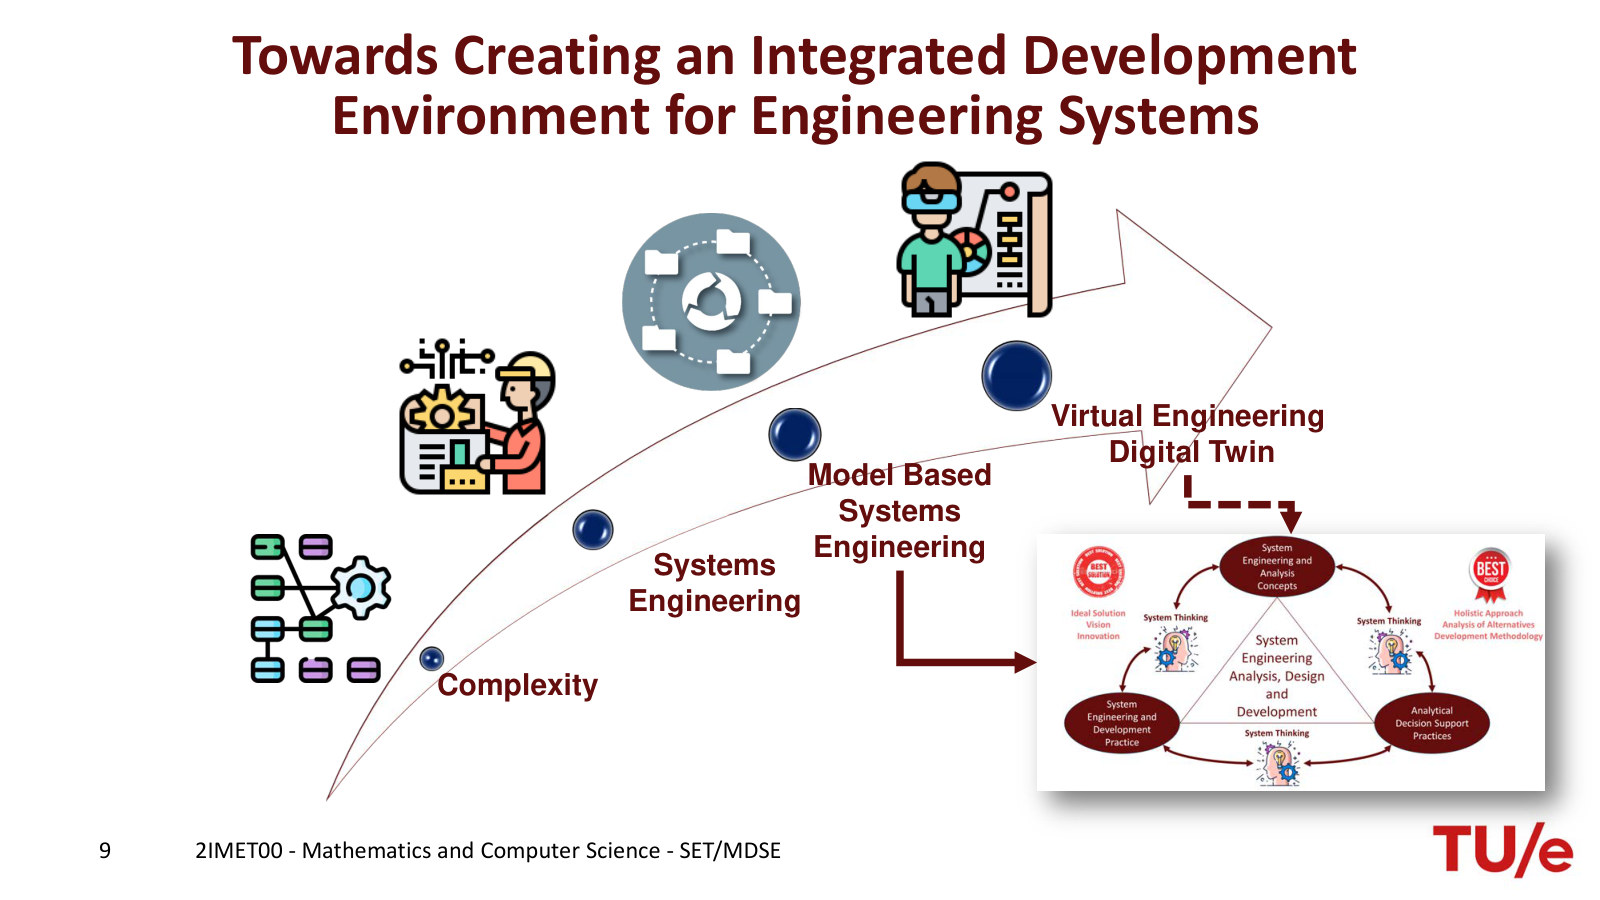 Towards Creating an Integrated Development
Environment for Engineering Systems
Virtual Engineering
Digital Twin
Model Based
Systems
Engineering
Systems
Engineering
Complexity
BEST
SOLUTION
Ideal Solution
Vision
Innovation
System
Engineering and
Analysis
Concepts
BEST
CHOICE
Holistic Approach
Analysis of Alternatives
Development Methodology
System Thinking
System Thinking
System
Engineering
Analysis, Design
and
Development
System
Engineering and
Development
Practice
Analytical
Decision Support
Practices
System Thinking
9
2IMET00 - Mathematics and Computer Science - SET/MDSE
TU/e